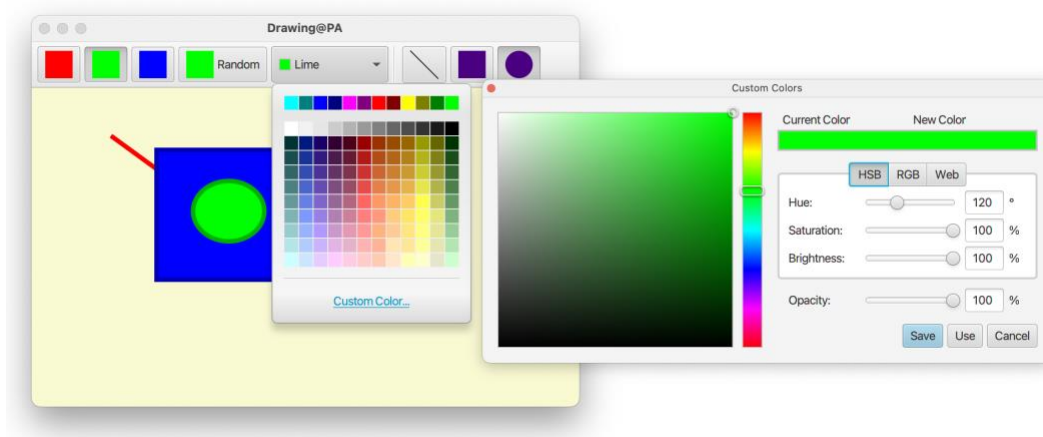 Drawing@PA
Random
Lime
Custom Color...
Custom Colors
Current Color New Color
HSB RGB Web
Hue: 120 °
Saturation: 100 %
Brightness: 100 %
Opacity: 100 %
Save Use Cancel